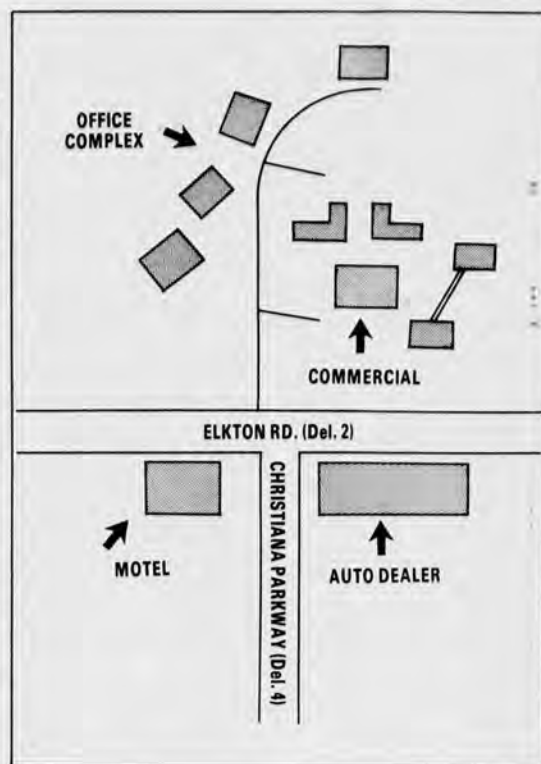 OFFICE
COMPLEX
COMMERCIAL
ELKTON RD. (Del. 2)
CHRISTIANA PARKWAY (Del. 4)
MOTEL
AUTO DEALER